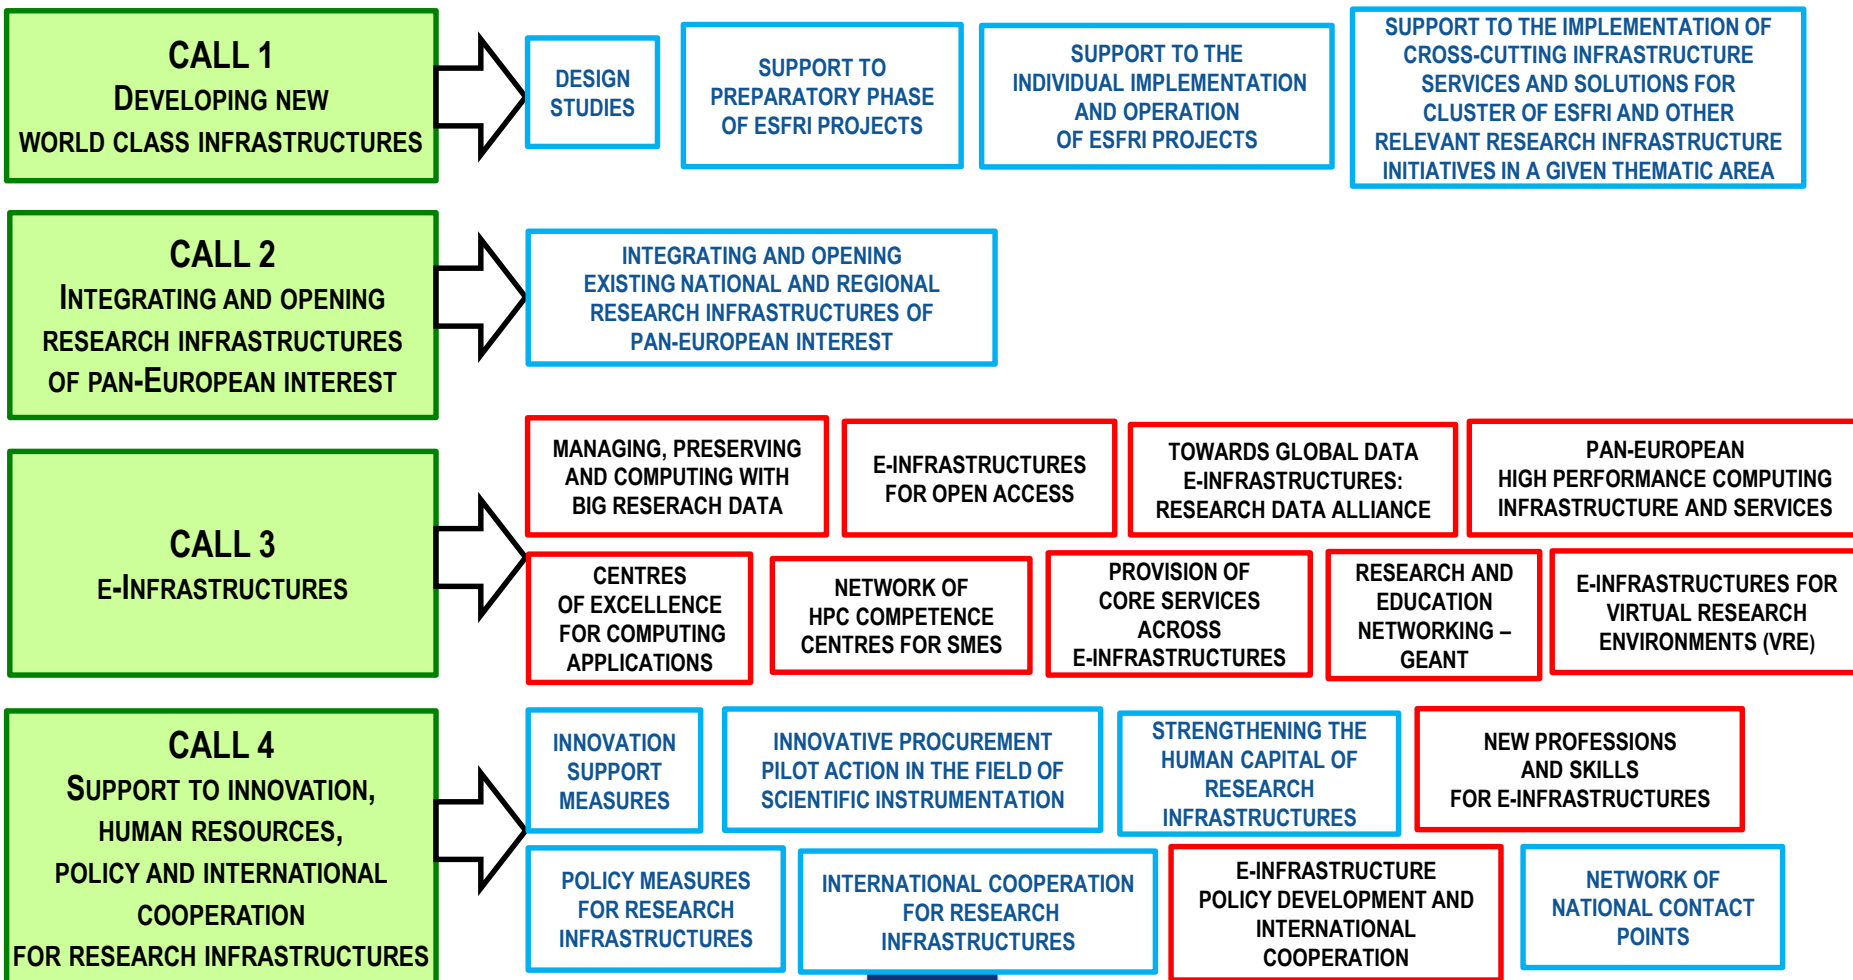 CALL 1
DEVELOPING NEW
WORLD CLASS INFRASTRUCTURES
DESIGN
STUDIES
SUPPORT TO
PREPARATORY PHASE
OF ESFRI PROJECTS
SUPPORT TO THE
INDIVIDUAL IMPLEMENTATION
AND OPERATION
OF ESFRI PROJECTS
SUPPORT TO THE IMPLEMENTATION OF
CROSS-CUTTING INFRASTRUCTURE
SERVICES AND SOLUTIONS FOR
CLUSTER OF ESFRI AND OTHER
RELEVANT RESEARCH INFRASTRUCTURE
INITIATIVES IN A GIVEN THEMATIC AREA
CALL 2
INTEGRATING AND OPENING
RESEARCH INFRASTRUCTURES
OF PAN-EUROPEAN INTEREST
INTEGRATING AND OPENING
EXISTING NATIONAL AND REGIONAL
RESEARCH INFRASTRUCTURES OF
PAN-EUROPEAN INTEREST
CALL 3
E-INFRASTRUCTURES
MANAGING, PRESERVING
AND COMPUTING WITH
BIG RESERACH DATA
E-INFRASTRUCTURES
FOR OPEN ACCESS
TOWARDS GLOBAL DATA
E-INFRASTRUCTURES:
RESEARCH DATA ALLIANCE
PAN-EUROPEAN
HIGH PERFORMANCE COMPUTING
INFRASTRUCTURE AND SERVICES
CENTRES
OF EXCELLENCE
FOR COMPUTING
APPLICATIONS
NETWORK OF
HPC COMPETENCE
CENTRES FOR SMES
PROVISION OF
CORE SERVICES
ACROSS
E-INFRASTRUCTURES
RESEARCH AND
EDUCATION
NETWORKING –
GEANT
E-INFRASTRUCTURES FOR
VIRTUAL RESEARCH
ENVIRONMENTS (VRE)
CALL 4
SUPPORT TO INNOVATION,
HUMAN RESOURCES,
POLICY AND INTERNATIONAL
COOPERATION
FOR RESEARCH INFRASTRUCTURES
INNOVATION
SUPPORT
MEASURES
INNOVATIVE PROCUREMENT
PILOT ACTION IN THE FIELD OF
SCIENTIFIC INSTRUMENTATION
STRENGTHENING THE
HUMAN CAPITAL OF
RESEARCH
INFRASTRUCTURES
NEW PROFESSIONS
AND SKILLS
FOR E-INFRASTRUCTURES
POLICY MEASURES
FOR RESEARCH
INFRASTRUCTURES
INTERNATIONAL COOPERATION
FOR RESEARCH
INFRASTRUCTURES
E-INFRASTRUCTURE
POLICY DEVELOPMENT AND
INTERNATIONAL
COOPERATION
NETWORK OF
NATIONAL CONTACT
POINTS